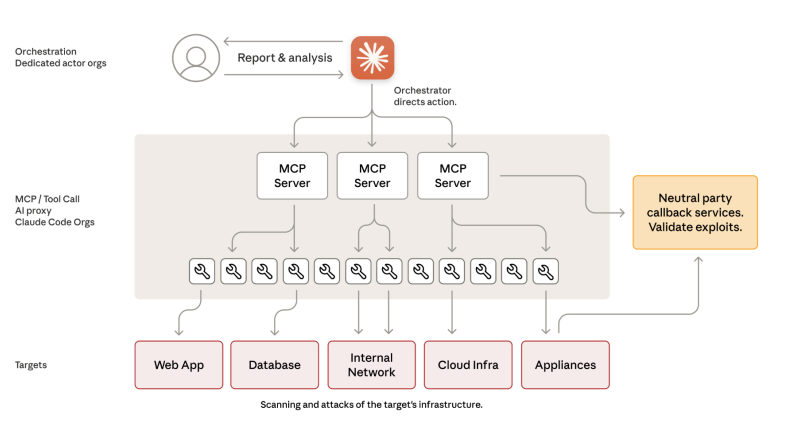 Orchestration
Dedicated actor orgs
Report & analysis
Orchestrator
directs action.
MCP / Tool Call
AI proxy
Claude Code Orgs
MCP
Server
MCP
Server
MCP
Server
Neutral party
callback services.
Validate exploits.
Targets
Web App
Database
Internal
Network
Cloud Infra
Appliances
Scanning and attacks of the target's infrastructure.